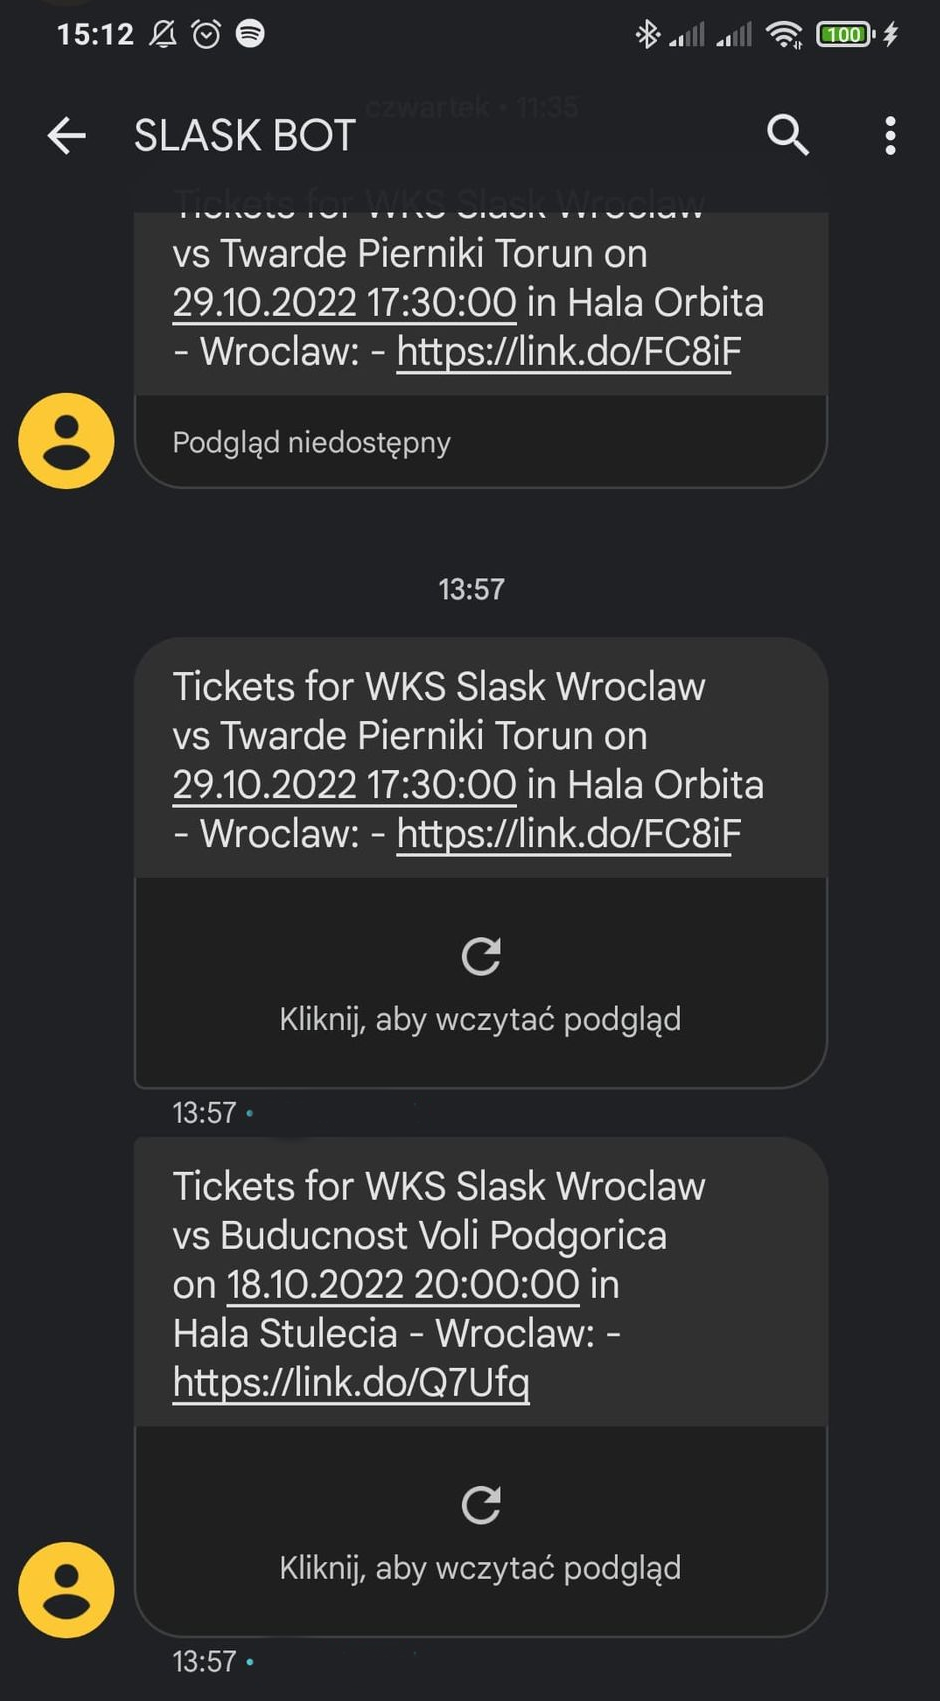 15:12
100
czwartek • 11:35
SLASK BOT
Tickets for WKS Slask Wroclaw
vs Twarde Pierniki Torun on
29.10.2022 17:30:00 in Hala Orbita
- Wroclaw: - https://link.do/FC8iF
Podgląd niedostępny
13:57
Tickets for WKS Slask Wroclaw
vs Twarde Pierniki Torun on
29.10.2022 17:30:00 in Hala Orbita
- Wroclaw: - https://link.do/FC8iF
Kliknij, aby wczytać podgląd
13:57 •
Tickets for WKS Slask Wroclaw
vs Buducnost Voli Podgorica
on 18.10.2022 20:00:00 in
Hala Stulecia - Wroclaw: -
https://link.do/Q7Ufq
Kliknij, aby wczytać podgląd
13:57 •